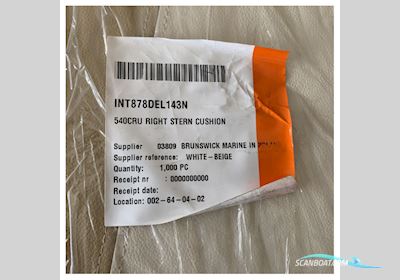 INT878DEL143N
540CRU RIGHT STERN CUSHION
Supplier 03809 BRUNSWICK MARINE IN
Supplier reference: WHITE-BEIGE
Quantity: 1,000 PC
Receipt nr : 0000000000
Receipt date:
Location: 002-64-04-02
SCANBOAT.COM